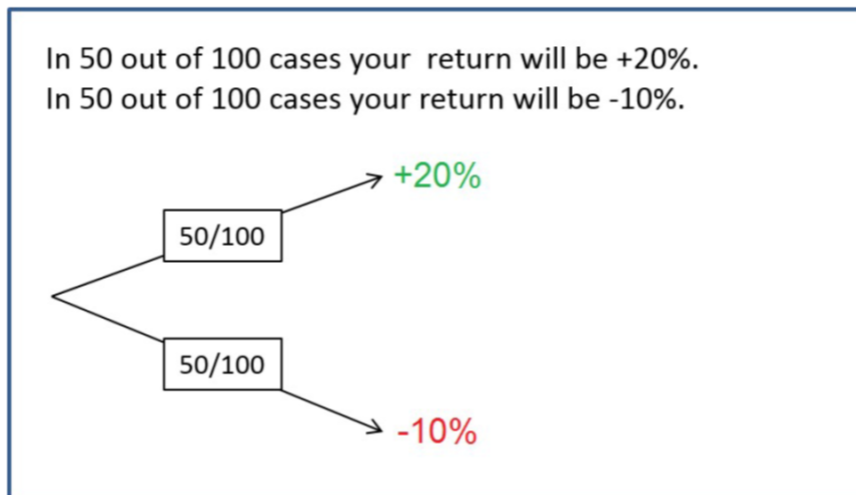 In 50 out of 100 cases your  return will be +20%.
In 50 out of 100 cases your return will be -10%.
+20%
50/100
50/100
-10%